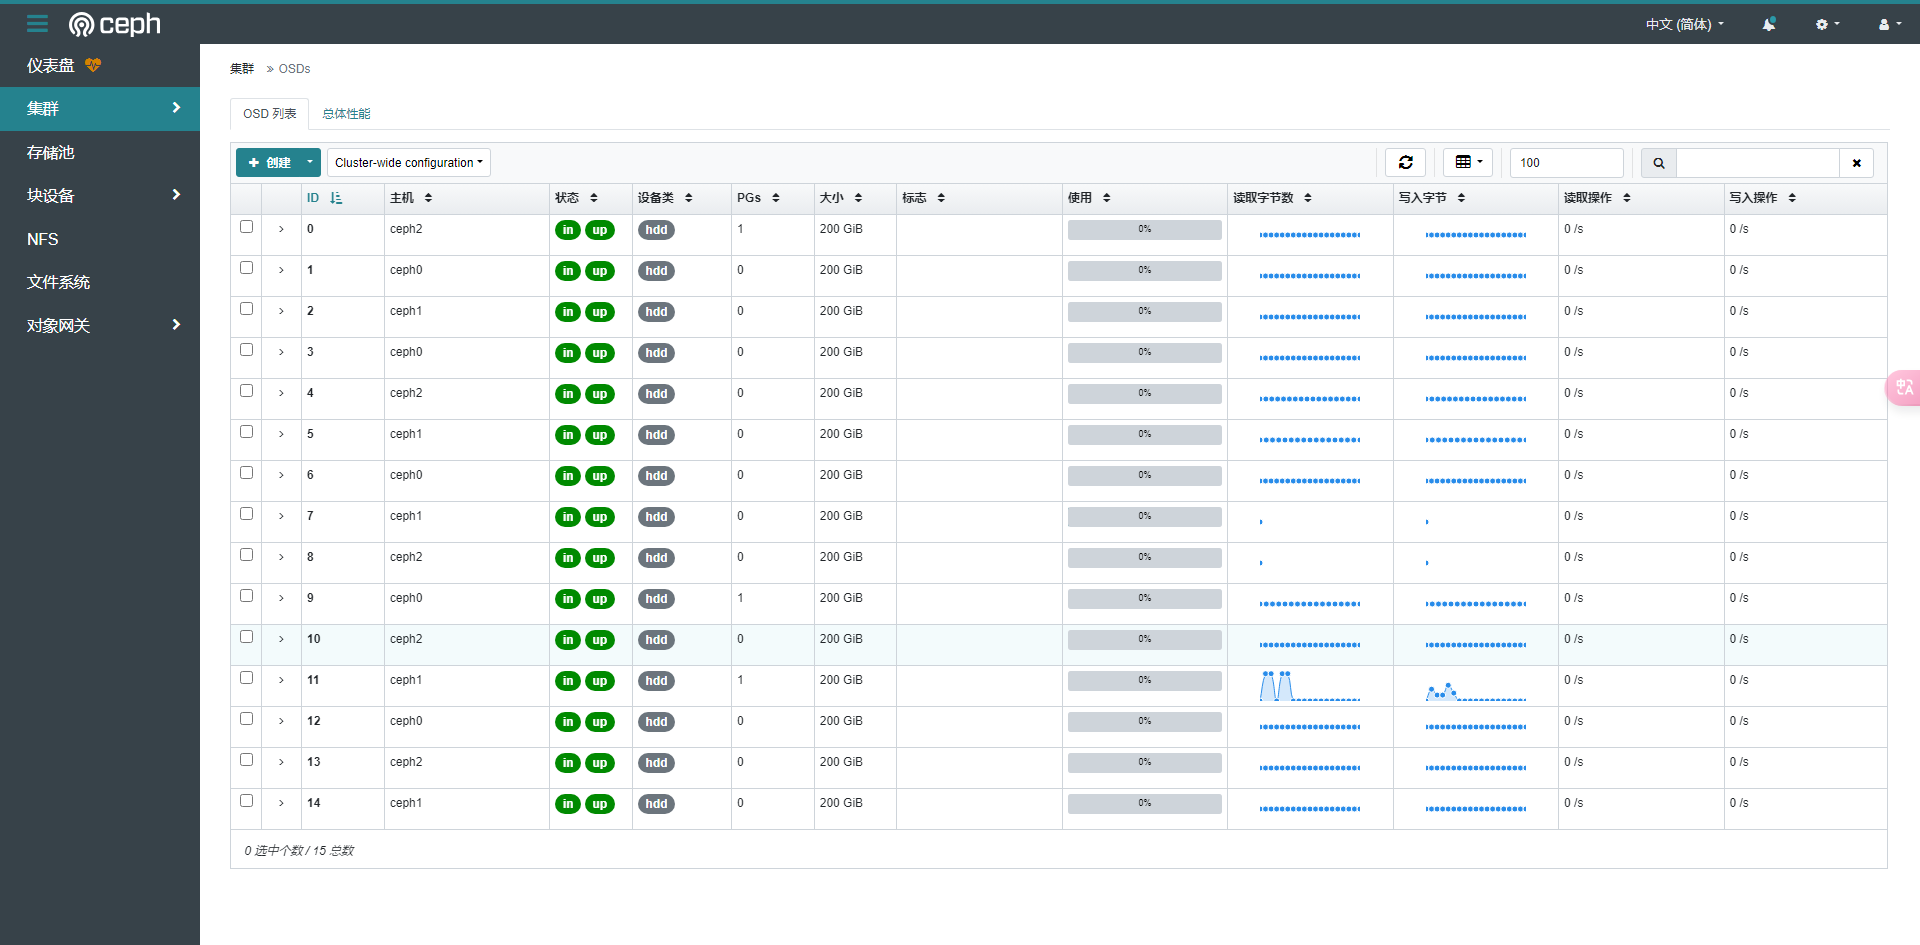 ceph
中文 (简体)
仪表盘
集群
存储池
块设备
NFS
文件系统
对象网关
集群 » OSDs
OSD 列表 总体性能
+ 创建 Cluster-wide configuration 100
ID 主机 状态 设备类 PGs 大小 标志 使用 读取字节数 写入字节 读取操作 写入操作
0 ceph2 in up hdd 1 200 GiB 0% 0 /s 0 /s
1 ceph0 in up hdd 0 200 GiB 0% 0 /s 0 /s
2 ceph1 in up hdd 0 200 GiB 0% 0 /s 0 /s
3 ceph0 in up hdd 0 200 GiB 0% 0 /s 0 /s
4 ceph2 in up hdd 0 200 GiB 0% 0 /s 0 /s
5 ceph1 in up hdd 0 200 GiB 0% 0 /s 0 /s
6 ceph0 in up hdd 0 200 GiB 0% 0 /s 0 /s
7 ceph1 in up hdd 0 200 GiB 0% 0 /s 0 /s
8 ceph2 in up hdd 0 200 GiB 0% 0 /s 0 /s
9 ceph0 in up hdd 1 200 GiB 0% 0 /s 0 /s
10 ceph2 in up hdd 0 200 GiB 0% 0 /s 0 /s
11 ceph1 in up hdd 1 200 GiB 0% 0 /s 0 /s
12 ceph0 in up hdd 0 200 GiB 0% 0 /s 0 /s
13 ceph2 in up hdd 0 200 GiB 0% 0 /s 0 /s
14 ceph1 in up hdd 0 200 GiB 0% 0 /s 0 /s
0 选中个数 / 15 总数